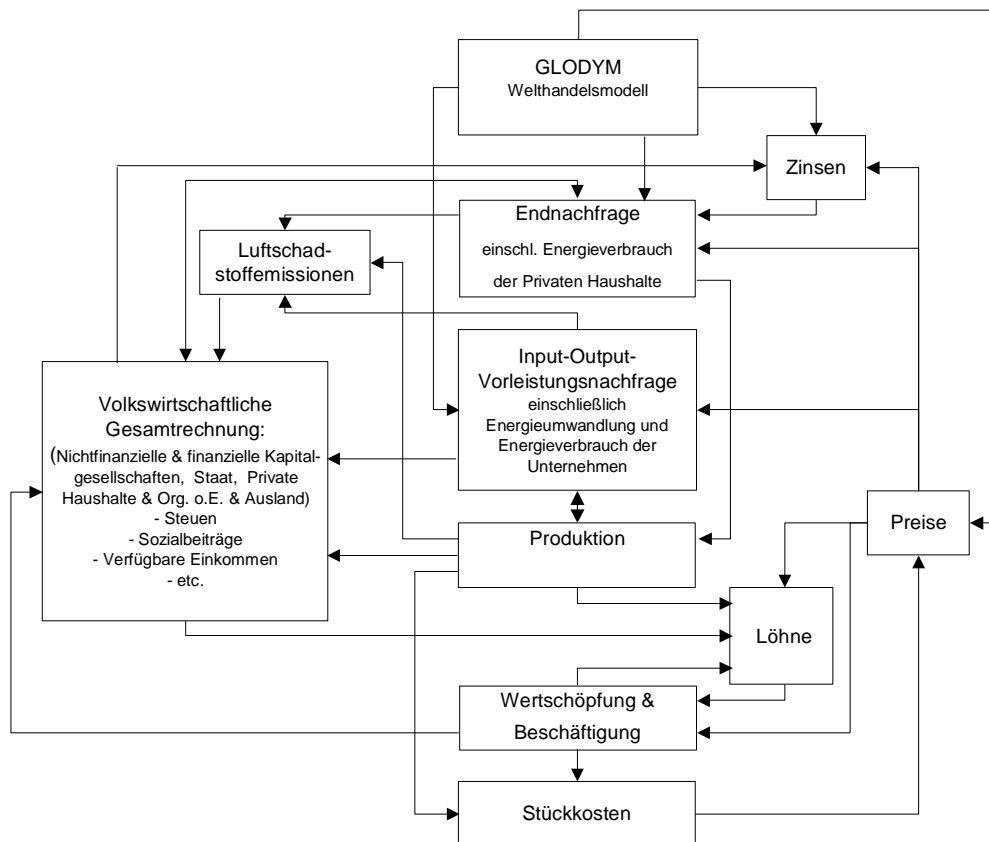 GLODYM
Welthandelsmodell
Zinsen
Endnachfrage
einschl. Energieverbrauch
der Privaten Haushalte
Luftschad-
stoffemissionen
Input-Output-
Vorleistungsnachfrage
einschließlich
Energieumwandlung und
Energieverbrauch der
Unternehmen
Volkswirtschaftliche
Gesamtrechnung:
(Nichtfinanzielle & finanzielle Kapital-
gesellschaften, Staat, Private
Haushalte & Org. o.E. & Ausland)
- Steuen
- Sozialbeiträge
- Verfügbare Einkommen
- etc.
Preise
Produktion
Löhne
Wertschöpfung &
Beschäftigung
Stückkosten